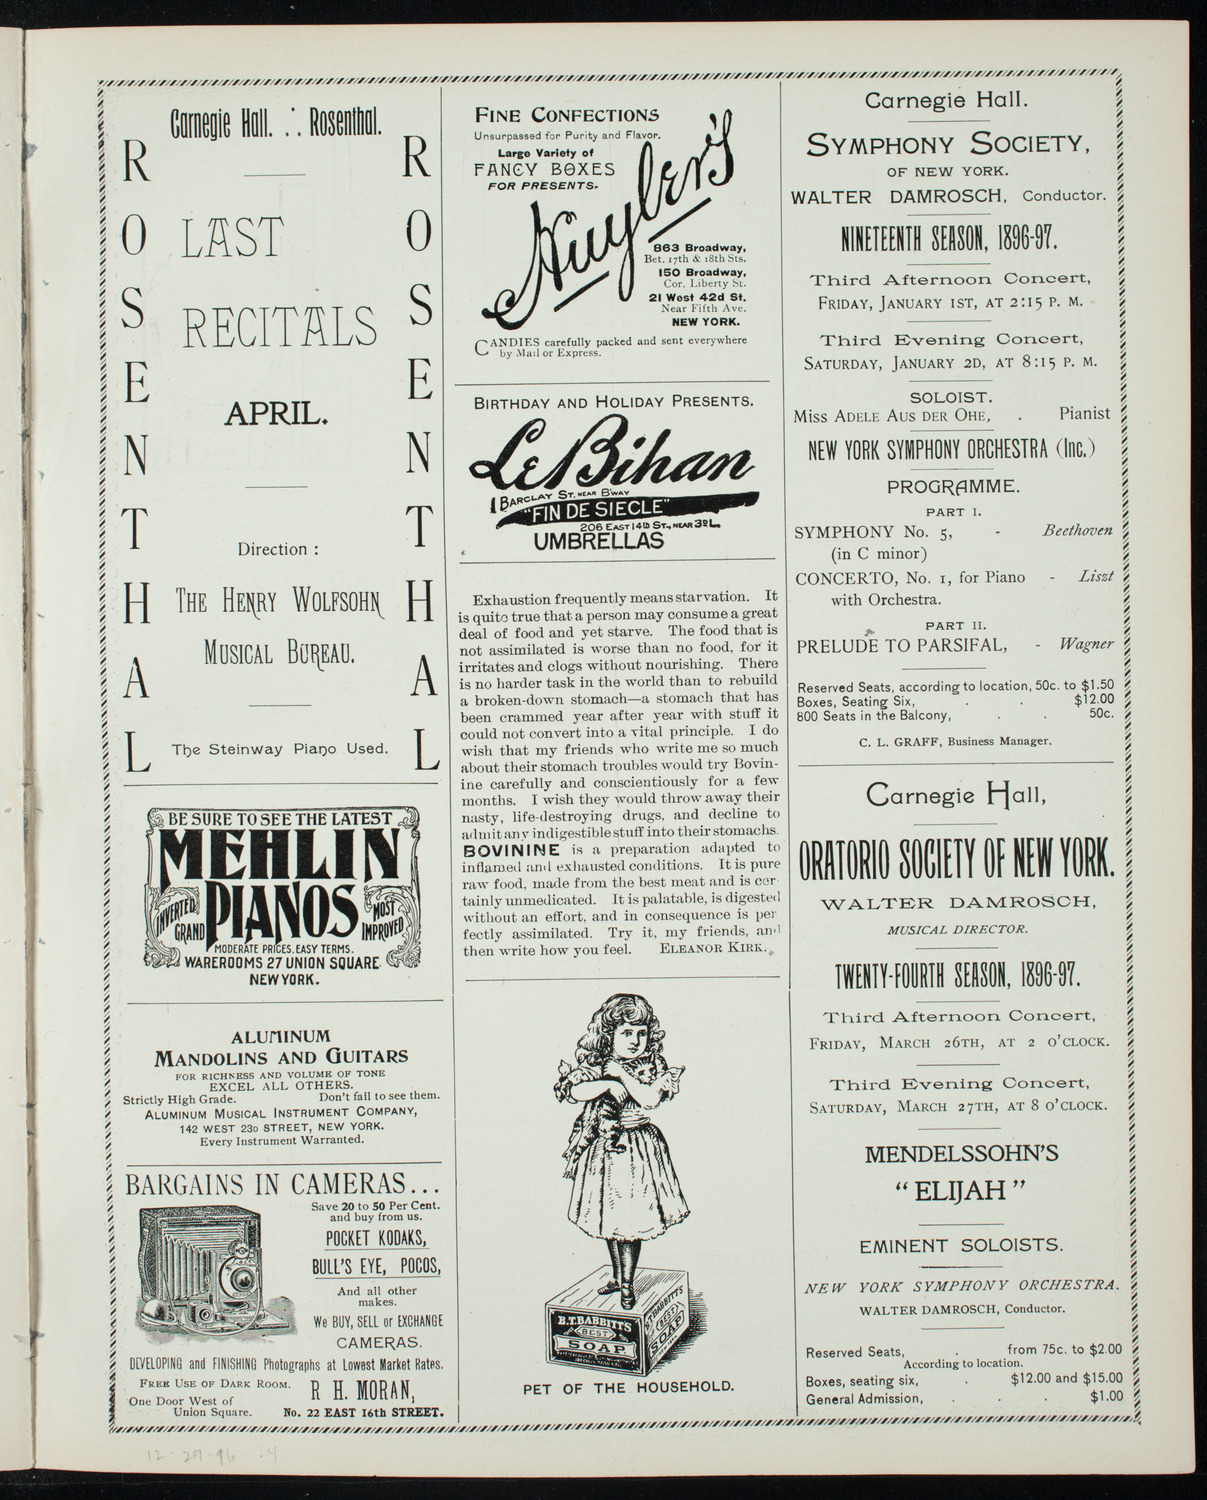 Carnegie Hall. ∴ Rosenthal.
ROSENTHAL
LAST
RECITALS
APRIL.
Direction :
THE HENRY WOLFSOHN
MUSICAL BUREAU.
The Steinway Piano Used.
ROSENTHAL
BE SURE TO SEE THE LATEST
MEHLIN
PIANOS
INVERTED
GRAND
MOST
IMPROVED
MODERATE PRICES. EASY TERMS.
WAREROOMS 27 UNION SQUARE
NEW YORK.
ALUMINUM
MANDOLINS AND GUITARS
FOR RICHNESS AND VOLUME OF TONE
EXCEL ALL OTHERS.
Strictly High Grade. Don't fail to see them.
ALUMINUM MUSICAL INSTRUMENT COMPANY,
142 WEST 23D STREET, NEW YORK.
Every Instrument Warranted.
BARGAINS IN CAMERAS...
Save 20 to 50 Per Cent.
and buy from us.
POCKET KODAKS,
BULL'S EYE, POCOS,
And all other
makes.
We BUY, SELL or EXCHANGE
CAMERAS.
DEVELOPING and FINISHING Photographs at Lowest Market Rates.
FREE USE OF DARK ROOM.
One Door West of
Union Square.
R H. MORAN,
No. 22 EAST 16th STREET.
FINE CONFECTIONS
Unsurpassed for Purity and Flavor.
Large Variety of
FANCY BOXES
FOR PRESENTS.
Huyler's
863 Broadway,
Bet. 17th & 18th Sts.
150 Broadway,
Cor. Liberty St.
21 West 42d St.
Near Fifth Ave.
NEW YORK.
CANDIES carefully packed and sent everywhere
by Mail or Express.
BIRTHDAY AND HOLIDAY PRESENTS.
Le Bihan
1 BARCLAY ST. NEAR B'WAY
"FIN DE SIECLE"
206 EAST 14th ST., NEAR 3D L.
UMBRELLAS
Exhaustion frequently means starvation. It
is quite true that a person may consume a great
deal of food and yet starve. The food that is
not assimilated is worse than no food, for it
irritates and clogs without nourishing. There
is no harder task in the world than to rebuild
a broken-down stomach—a stomach that has
been crammed year after year with stuff it
could not convert into a vital principle. I do
wish that my friends who write me so much
about their stomach troubles would try Bovin-
ine carefully and conscientiously for a few
months. I wish they would throw away their
nasty, life-destroying drugs, and decline to
admit any indigestible stuff into their stomachs.
BOVININE is a preparation adapted to
inflamed and exhausted conditions. It is pure
raw food, made from the best meat and is cer-
tainly unmedicated. It is palatable, is digested
without an effort, and in consequence is per
fectly assimilated. Try it, my friends, and
then write how you feel. ELEANOR KIRK.
B.T. BABBITT'S
BEST
SOAP
B.T. BABBITT'S
BEST
SOAP
PET OF THE HOUSEHOLD.
Carnegie Hall.
SYMPHONY SOCIETY,
OF NEW YORK.
WALTER DAMROSCH, Conductor.
NINETEENTH SEASON, 1896-97.
Third Afternoon Concert,
FRIDAY, JANUARY 1ST, AT 2:15 P. M.
Third Evening Concert,
SATURDAY, JANUARY 2D, AT 8:15 P. M.
SOLOIST.
Miss ADELE AUS DER OHE, . Pianist
NEW YORK SYMPHONY ORCHESTRA (Inc.)
PROGRAMME.
PART I.
SYMPHONY No. 5, - Beethoven
(in C minor)
CONCERTO, No. 1, for Piano - Liszt
with Orchestra.
PART II.
PRELUDE TO PARSIFAL, - Wagner
Reserved Seats, according to location, 50c. to $1.50
Boxes, Seating Six, . . $12.00
800 Seats in the Balcony, . . 50c.
C. L. GRAFF, Business Manager.
Carnegie Hall,
ORATORIO SOCIETY OF NEW YORK.
WALTER DAMROSCH,
MUSICAL DIRECTOR.
TWENTY-FOURTH SEASON, 1896-97.
Third Afternoon Concert,
FRIDAY, MARCH 26TH, AT 2 O'CLOCK.
Third Evening Concert,
SATURDAY, MARCH 27TH, AT 8 O'CLOCK.
MENDELSSOHN'S
"ELIJAH"
EMINENT SOLOISTS.
NEW YORK SYMPHONY ORCHESTRA.
WALTER DAMROSCH, Conductor.
Reserved Seats, . from 75c. to $2.00
According to location.
Boxes, seating six, . $12.00 and $15.00
General Admission, . . . $1.00
12-29-96 .4